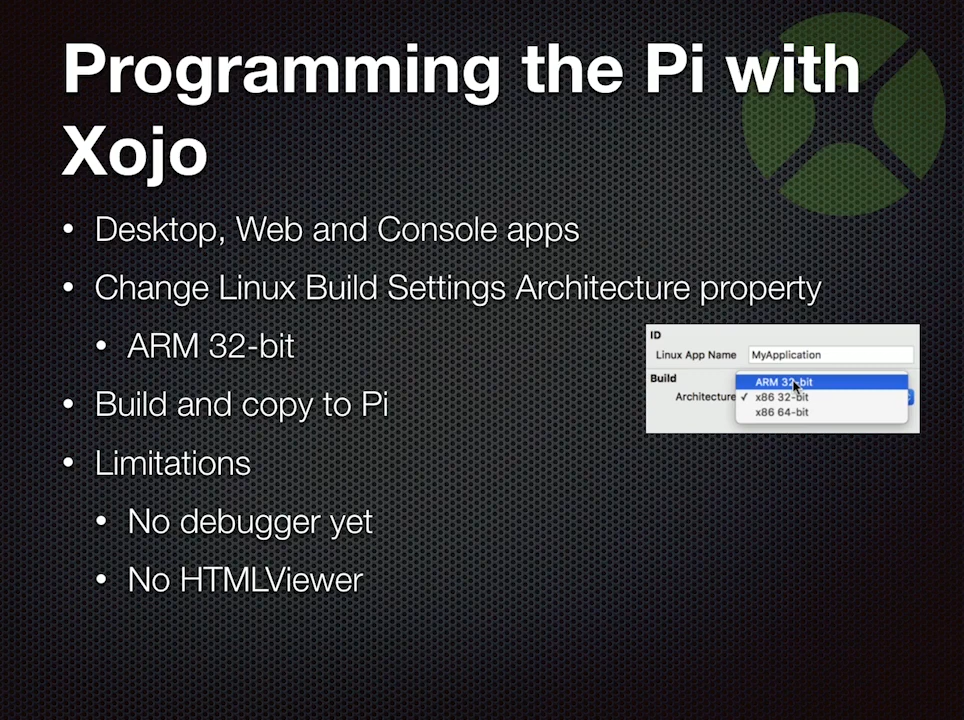 Programming the Pi with
Xojo
• Desktop, Web and Console apps
• Change Linux Build Settings Architecture property
• ARM 32-bit
• Build and copy to Pi
• Limitations
• No debugger yet
• No HTMLViewer
ID
Linux App Name MyApplication
Build
ARM 32-bit
Architecture ✓ x86 32-bit
x86 64-bit